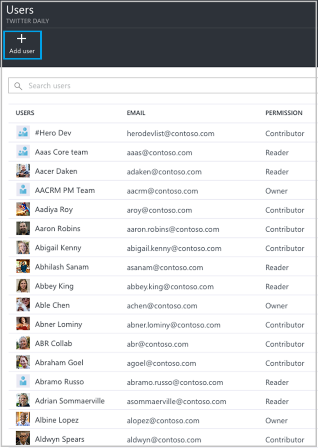 Users
TWITTER DAILY
Add user
Search users
USERS EMAIL PERMISSION
#Hero Dev herodevlist@contoso.com Contributor
Aaas Core team aaas@contoso.com Reader
Aacer Daken adaken@contoso.com Reader
AACRM PM Team aacrm@contoso.com Owner
Aadiya Roy aroy@contoso.com Contributor
Aaron Robins aaron.robins@contoso.com Contributor
Abigail Kenny abigail.kenny@contoso.com Contributor
Abhilash Sanam asanam@contoso.com Reader
Abbey King abbey.king@contoso.com Reader
Able Chen achen@contoso.com Owner
Abner Lominy abner.lominy@contoso.com Contributor
ABR Collab abr@contoso.com Contributor
Abraham Goel agoel@contoso.com Contributor
Abramo Russo abramo.russo@contoso.com Reader
Adrian Sommaerville asommaerville@contoso.com Reader
Albine Lopez alopez@contoso.com Owner
Aldwyn Spears aldwyn@contoso.com Contributor